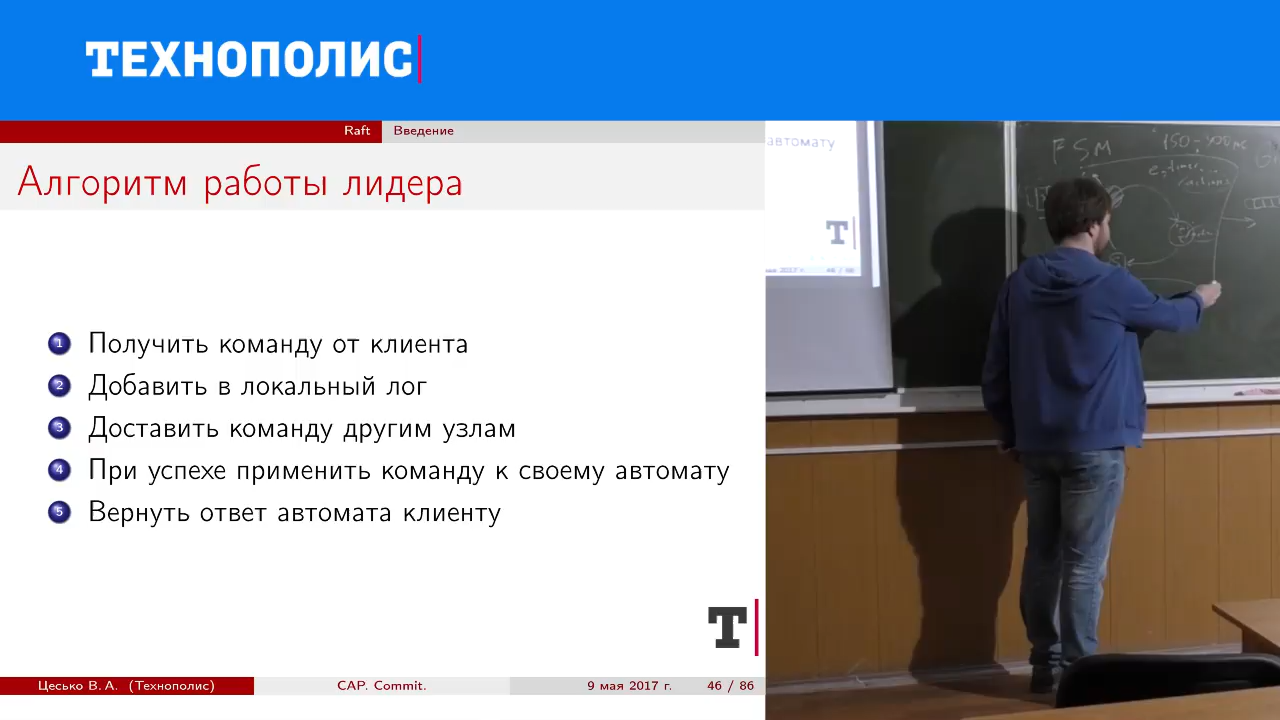 ТЕХНОПОЛИС
Raft Введение
Алгоритм работы лидера
1 Получить команду от клиента
2 Добавить в локальный лог
3 Доставить команду другим узлам
4 При успехе применить команду к своему автомату
5 Вернуть ответ автомата клиенту
Т
Цесько В. А. (Технополис) CAP. Commit. 9 мая 2017 г. 46 / 86
автомату
Т
46 / 86
FSM